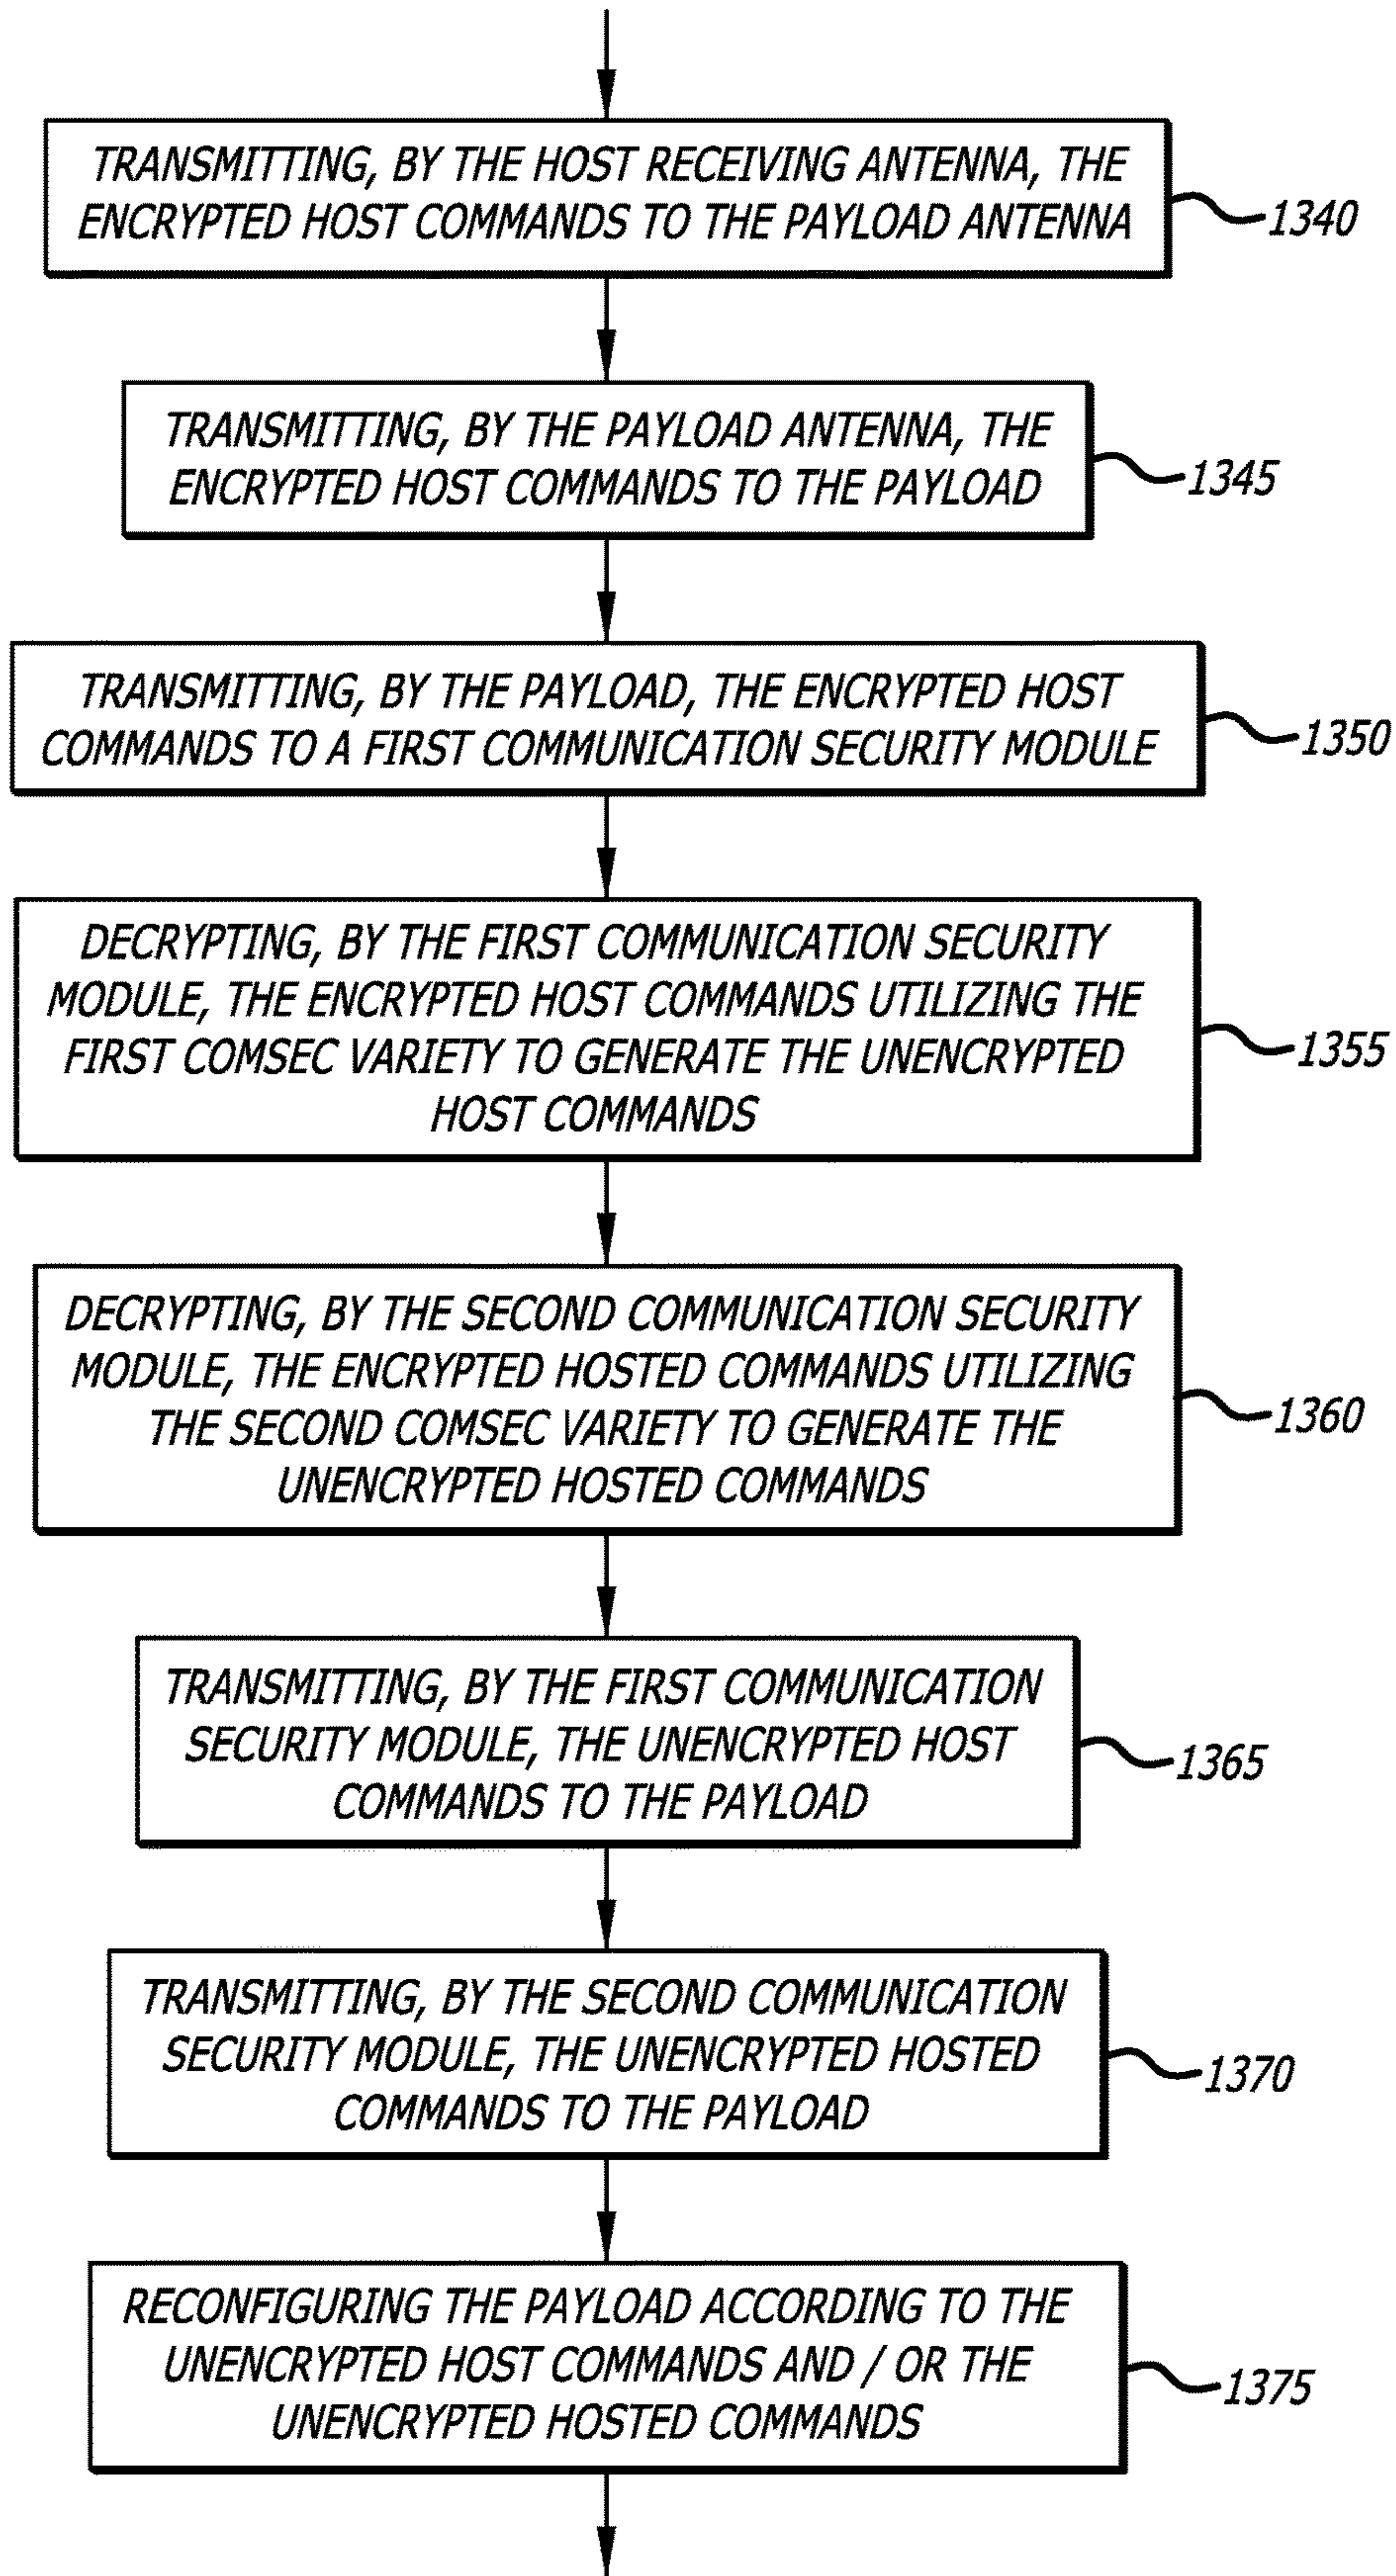 TRANSMITTING, BY THE HOST RECEIVING ANTENNA, THE
ENCRYPTED HOST COMMANDS TO THE PAYLOAD ANTENNA
1340
TRANSMITTING, BY THE PAYLOAD ANTENNA, THE
ENCRYPTED HOST COMMANDS TO THE PAYLOAD
1345
TRANSMITTING, BY THE PAYLOAD, THE ENCRYPTED HOST
COMMANDS TO A FIRST COMMUNICATION SECURITY MODULE
1350
DECRYPTING, BY THE FIRST COMMUNICATION SECURITY
MODULE, THE ENCRYPTED HOST COMMANDS UTILIZING THE
FIRST COMSEC VARIETY TO GENERATE THE UNENCRYPTED
HOST COMMANDS
1355
DECRYPTING, BY THE SECOND COMMUNICATION SECURITY
MODULE, THE ENCRYPTED HOSTED COMMANDS UTILIZING
THE SECOND COMSEC VARIETY TO GENERATE THE
UNENCRYPTED HOSTED COMMANDS
1360
TRANSMITTING, BY THE FIRST COMMUNICATION
SECURITY MODULE, THE UNENCRYPTED HOST
COMMANDS TO THE PAYLOAD
1365
TRANSMITTING, BY THE SECOND COMMUNICATION
SECURITY MODULE, THE UNENCRYPTED HOSTED
COMMANDS TO THE PAYLOAD
1370
RECONFIGURING THE PAYLOAD ACCORDING TO THE
UNENCRYPTED HOST COMMANDS AND / OR THE
UNENCRYPTED HOSTED COMMANDS
1375